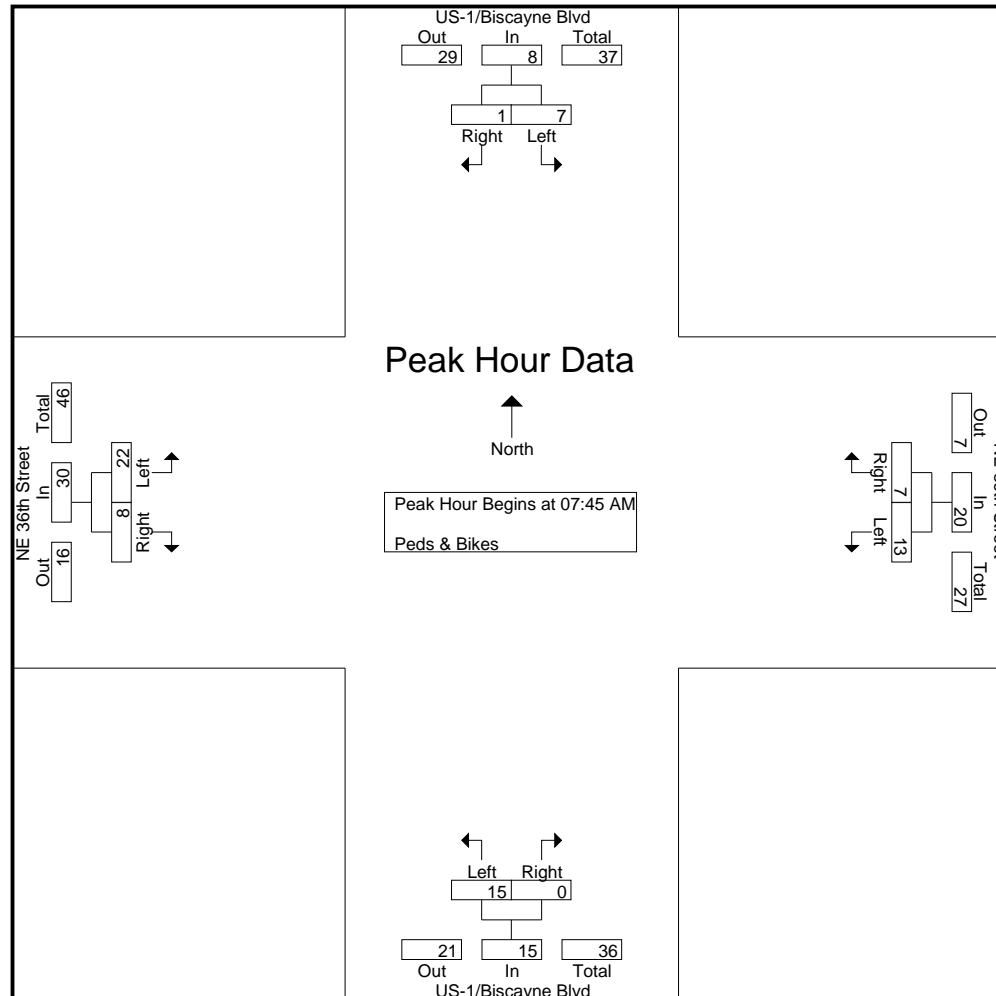 US-1/Biscayne Blvd
Out In Total
29 8 37
1 7
Right Left
Peak Hour Data
North
Peak Hour Begins at 07:45 AM
Peds & Bikes
NE 36th Street
Total In Out
46 30 16
22 8
Left Right
Out In Total
7 20 27
7 13
Right Left
Left Right
15 0
21 15 36
Out In Total
US-1/Biscayne Blvd